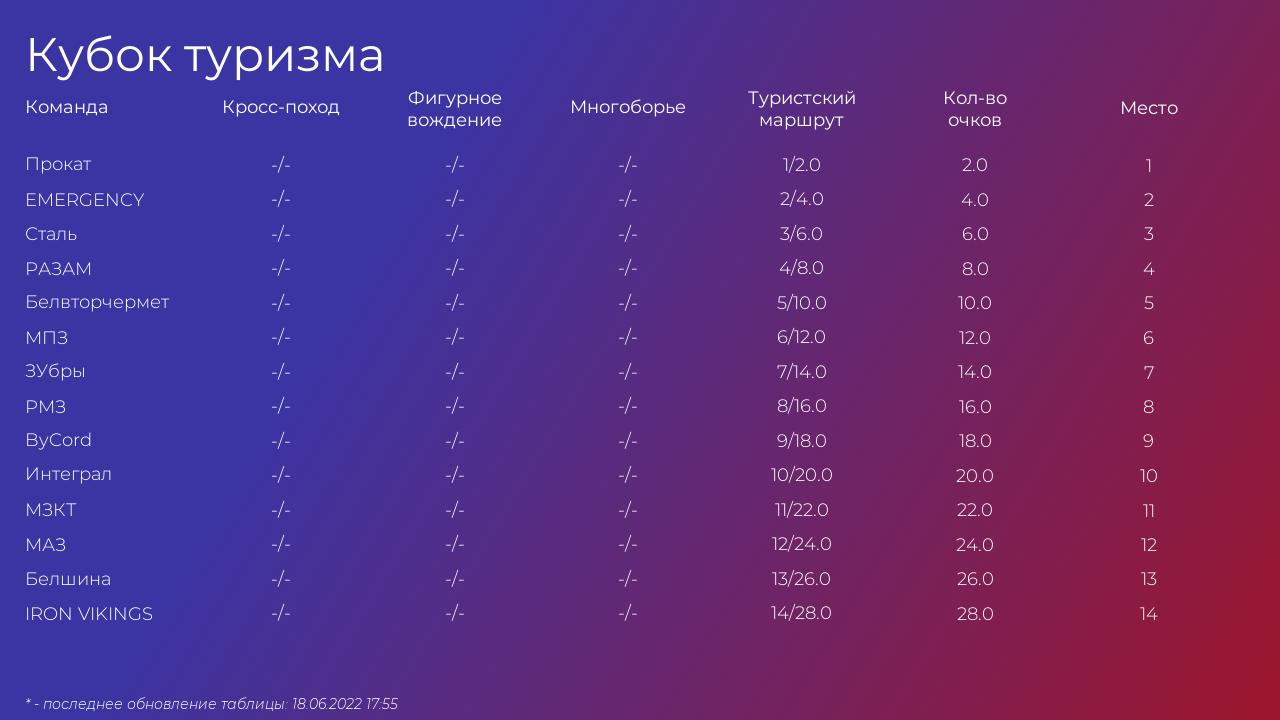 Кубок туризма
Команда Кросс-поход Фигурное вождение Многоборье Туристский маршрут Кол-во очков Место
Прокат -/- -/- -/- 1/2.0 2.0 1
EMERGENCY -/- -/- -/- 2/4.0 4.0 2
Сталь -/- -/- -/- 3/6.0 6.0 3
РАЗАМ -/- -/- -/- 4/8.0 8.0 4
Белвторчермет -/- -/- -/- 5/10.0 10.0 5
МПЗ -/- -/- -/- 6/12.0 12.0 6
ЗУбры -/- -/- -/- 7/14.0 14.0 7
РМЗ -/- -/- -/- 8/16.0 16.0 8
ByCord -/- -/- -/- 9/18.0 18.0 9
Интеграл -/- -/- -/- 10/20.0 20.0 10
МЗКТ -/- -/- -/- 11/22.0 22.0 11
МАЗ -/- -/- -/- 12/24.0 24.0 12
Белшина -/- -/- -/- 13/26.0 26.0 13
IRON VIKINGS -/- -/- -/- 14/28.0 28.0 14
* - последнее обновление таблицы: 18.06.2022 17:55